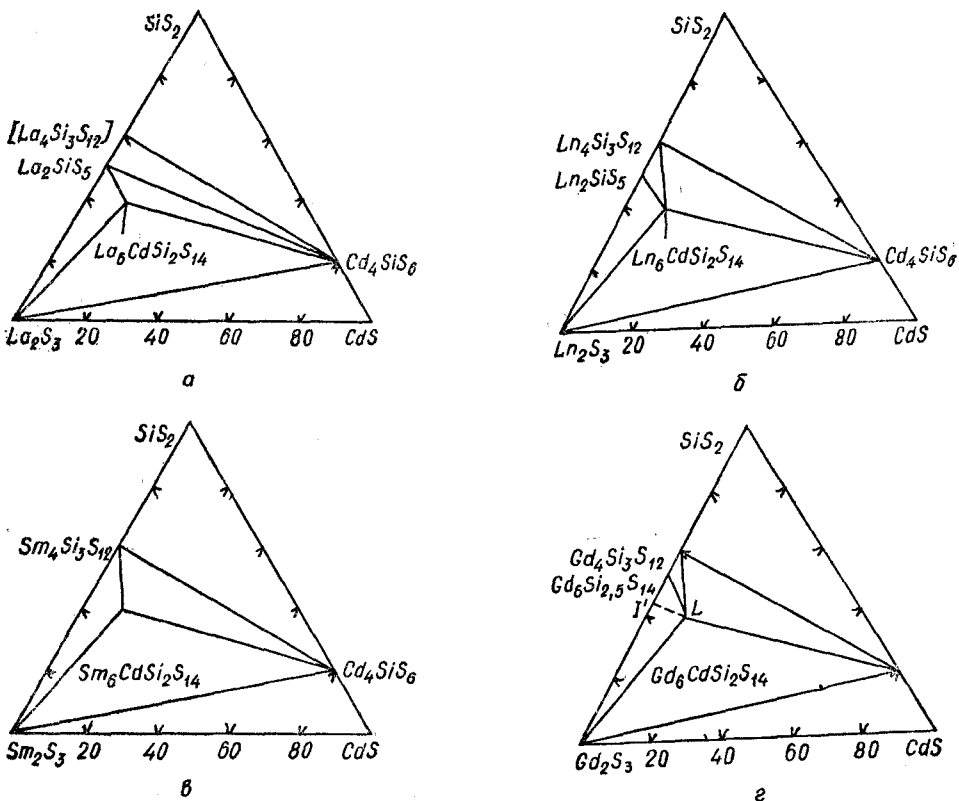 SiS₂
[La₄Si₃S₁₂]
La₂SiS₅
La₆CdSi₂S₁₄
Cd₄SiS₆
La₂S₃ 20 40 60 80 CdS
а
SiS₂
Ln₄Si₃S₁₂
Ln₂SiS₅
Ln₆CdSi₂S₁₄
Cd₄SiS₆
Ln₂S₃ 20 40 60 80 CdS
б
SiS₂
Sm₄Si₃S₁₂
Sm₆CdSi₂S₁₄
Cd₄SiS₆
Sm₂S₃ 20 40 60 80 CdS
в
SiS₂
Gd₄Si₃S₁₂
Gd₆Si₂,₅S₁₄
I' L
Gd₆CdSi₂S₁₄
Gd₂S₃ 20 40 60 80 CdS
г